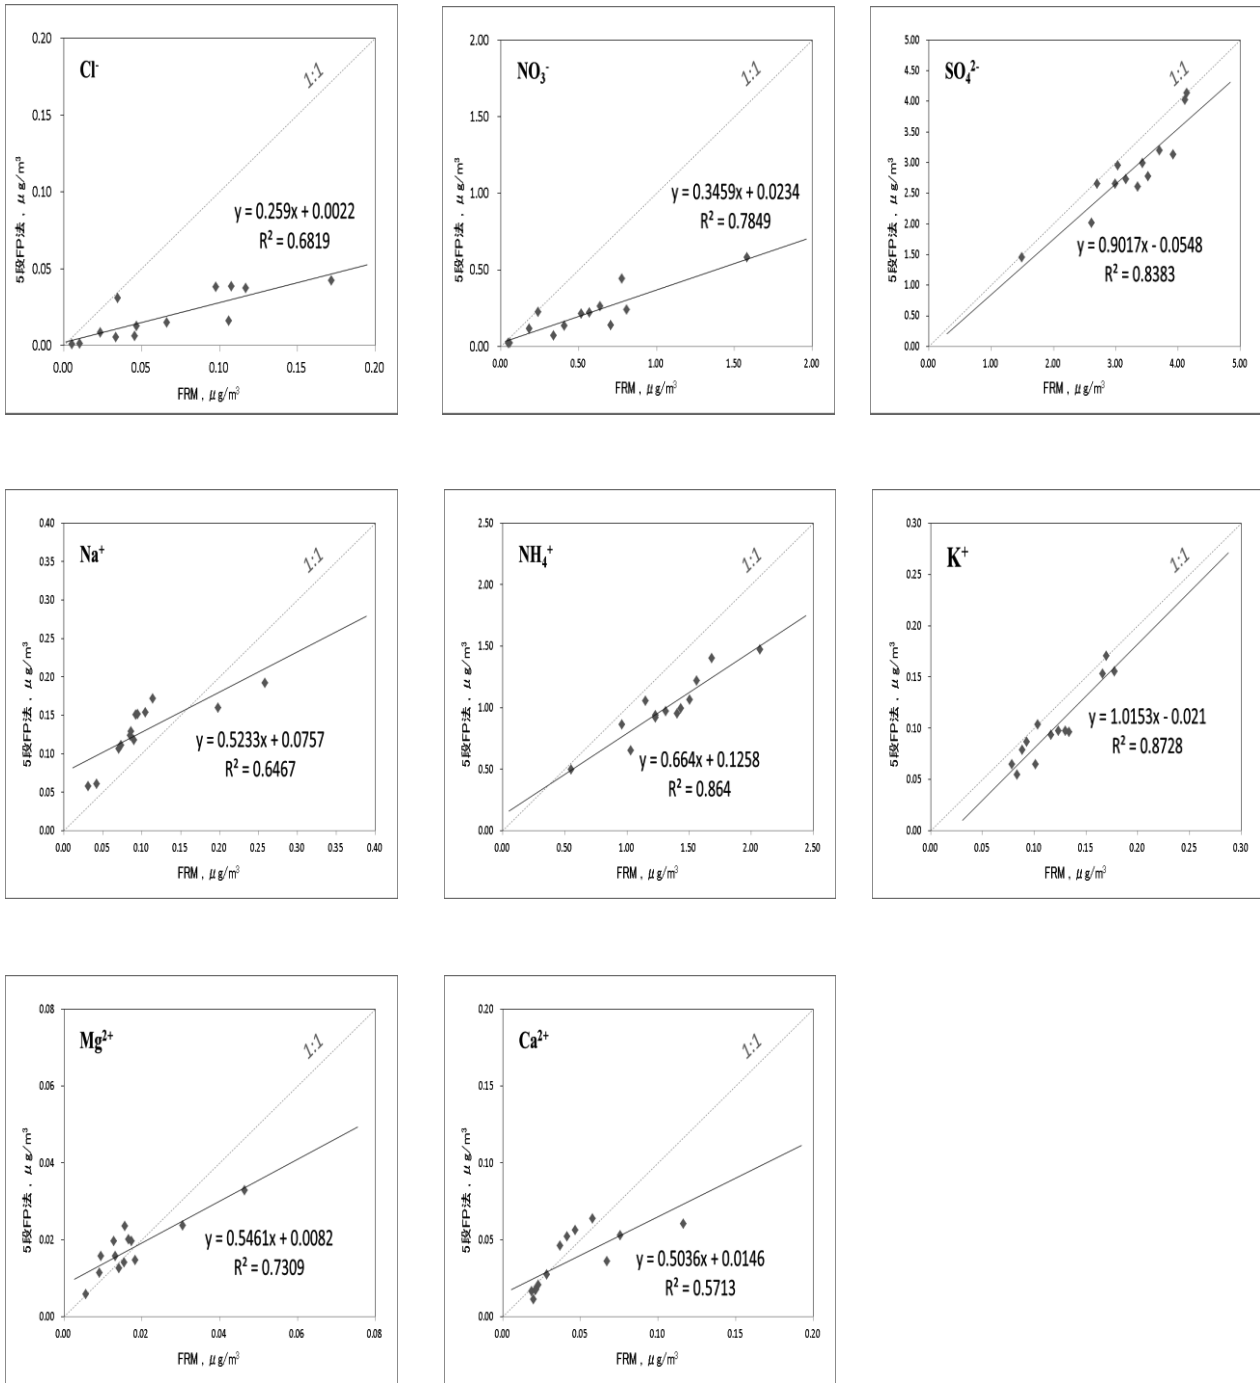 Cl⁻
1:1
y = 0.259x + 0.0022
R² = 0.6819
0.20
0.15
0.10
0.05
0.00
0.00 0.05 0.10 0.15 0.20
5段FP法, μg/m³
FRM, μg/m³
NO₃⁻
1:1
y = 0.3459x + 0.0234
R² = 0.7849
2.00
1.50
1.00
0.50
0.00
0.00 0.50 1.00 1.50 2.00
5段FP法, μg/m³
FRM, μg/m³
SO₄²⁻
1:1
y = 0.9017x - 0.0548
R² = 0.8383
5.00
4.50
4.00
3.50
3.00
2.50
2.00
1.50
1.00
0.50
0.00
0.00 1.00 2.00 3.00 4.00 5.00
5段FP法, μg/m³
FRM, μg/m³
Na⁺
1:1
y = 0.5233x + 0.0757
R² = 0.6467
0.40
0.35
0.30
0.25
0.20
0.15
0.10
0.05
0.00
0.00 0.05 0.10 0.15 0.20 0.25 0.30 0.35 0.40
5段FP法, μg/m³
FRM, μg/m³
NH₄⁺
1:1
y = 0.664x + 0.1258
R² = 0.864
2.50
2.00
1.50
1.00
0.50
0.00
0.00 0.50 1.00 1.50 2.00 2.50
5段FP法, μg/m³
FRM, μg/m³
K⁺
1:1
y = 1.0153x - 0.021
R² = 0.8728
0.30
0.25
0.20
0.15
0.10
0.05
0.00
0.00 0.05 0.10 0.15 0.20 0.25 0.30
5段FP法, μg/m³
FRM, μg/m³
Mg²⁺
1:1
y = 0.5461x + 0.0082
R² = 0.7309
0.08
0.06
0.04
0.02
0.00
0.00 0.02 0.04 0.06 0.08
5段FP法, μg/m³
FRM, μg/m³
Ca²⁺
1:1
y = 0.5036x + 0.0146
R² = 0.5713
0.20
0.15
0.10
0.05
0.00
0.00 0.05 0.10 0.15 0.20
5段FP法, μg/m³
FRM, μg/m³